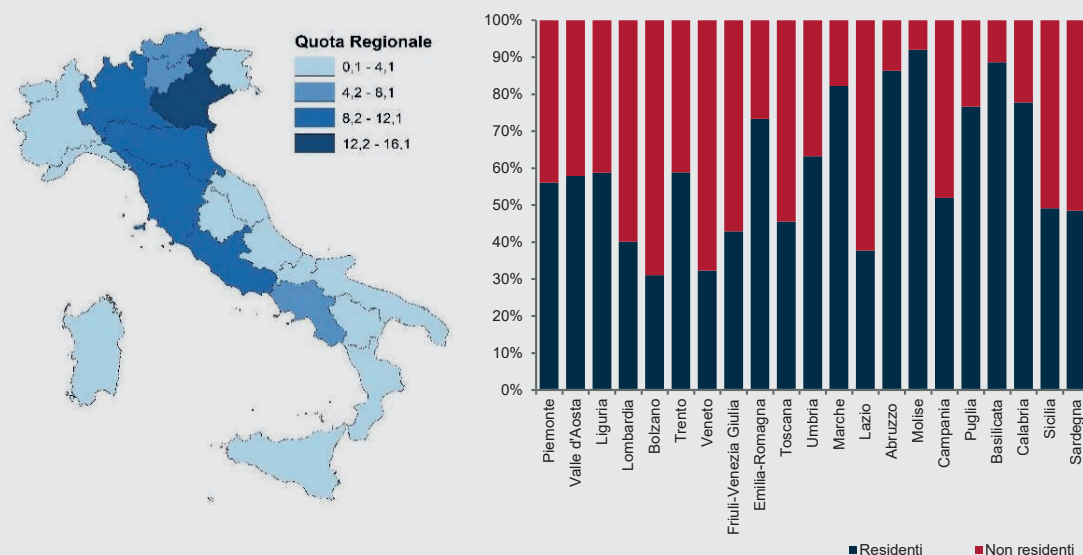 Quota Regionale
0,1 - 4,1
4,2 - 8,1
8,2 - 12,1
12,2 - 16,1
100%
90%
80%
70%
60%
50%
40%
30%
20%
10%
0%
Piemonte
Valle d'Aosta
Liguria
Lombardia
Bolzano
Trento
Veneto
Friuli-Venezia Giulia
Emilia-Romagna
Toscana
Umbria
Marche
Lazio
Abruzzo
Molise
Campania
Puglia
Basilicata
Calabria
Sicilia
Sardegna
Residenti
Non residenti